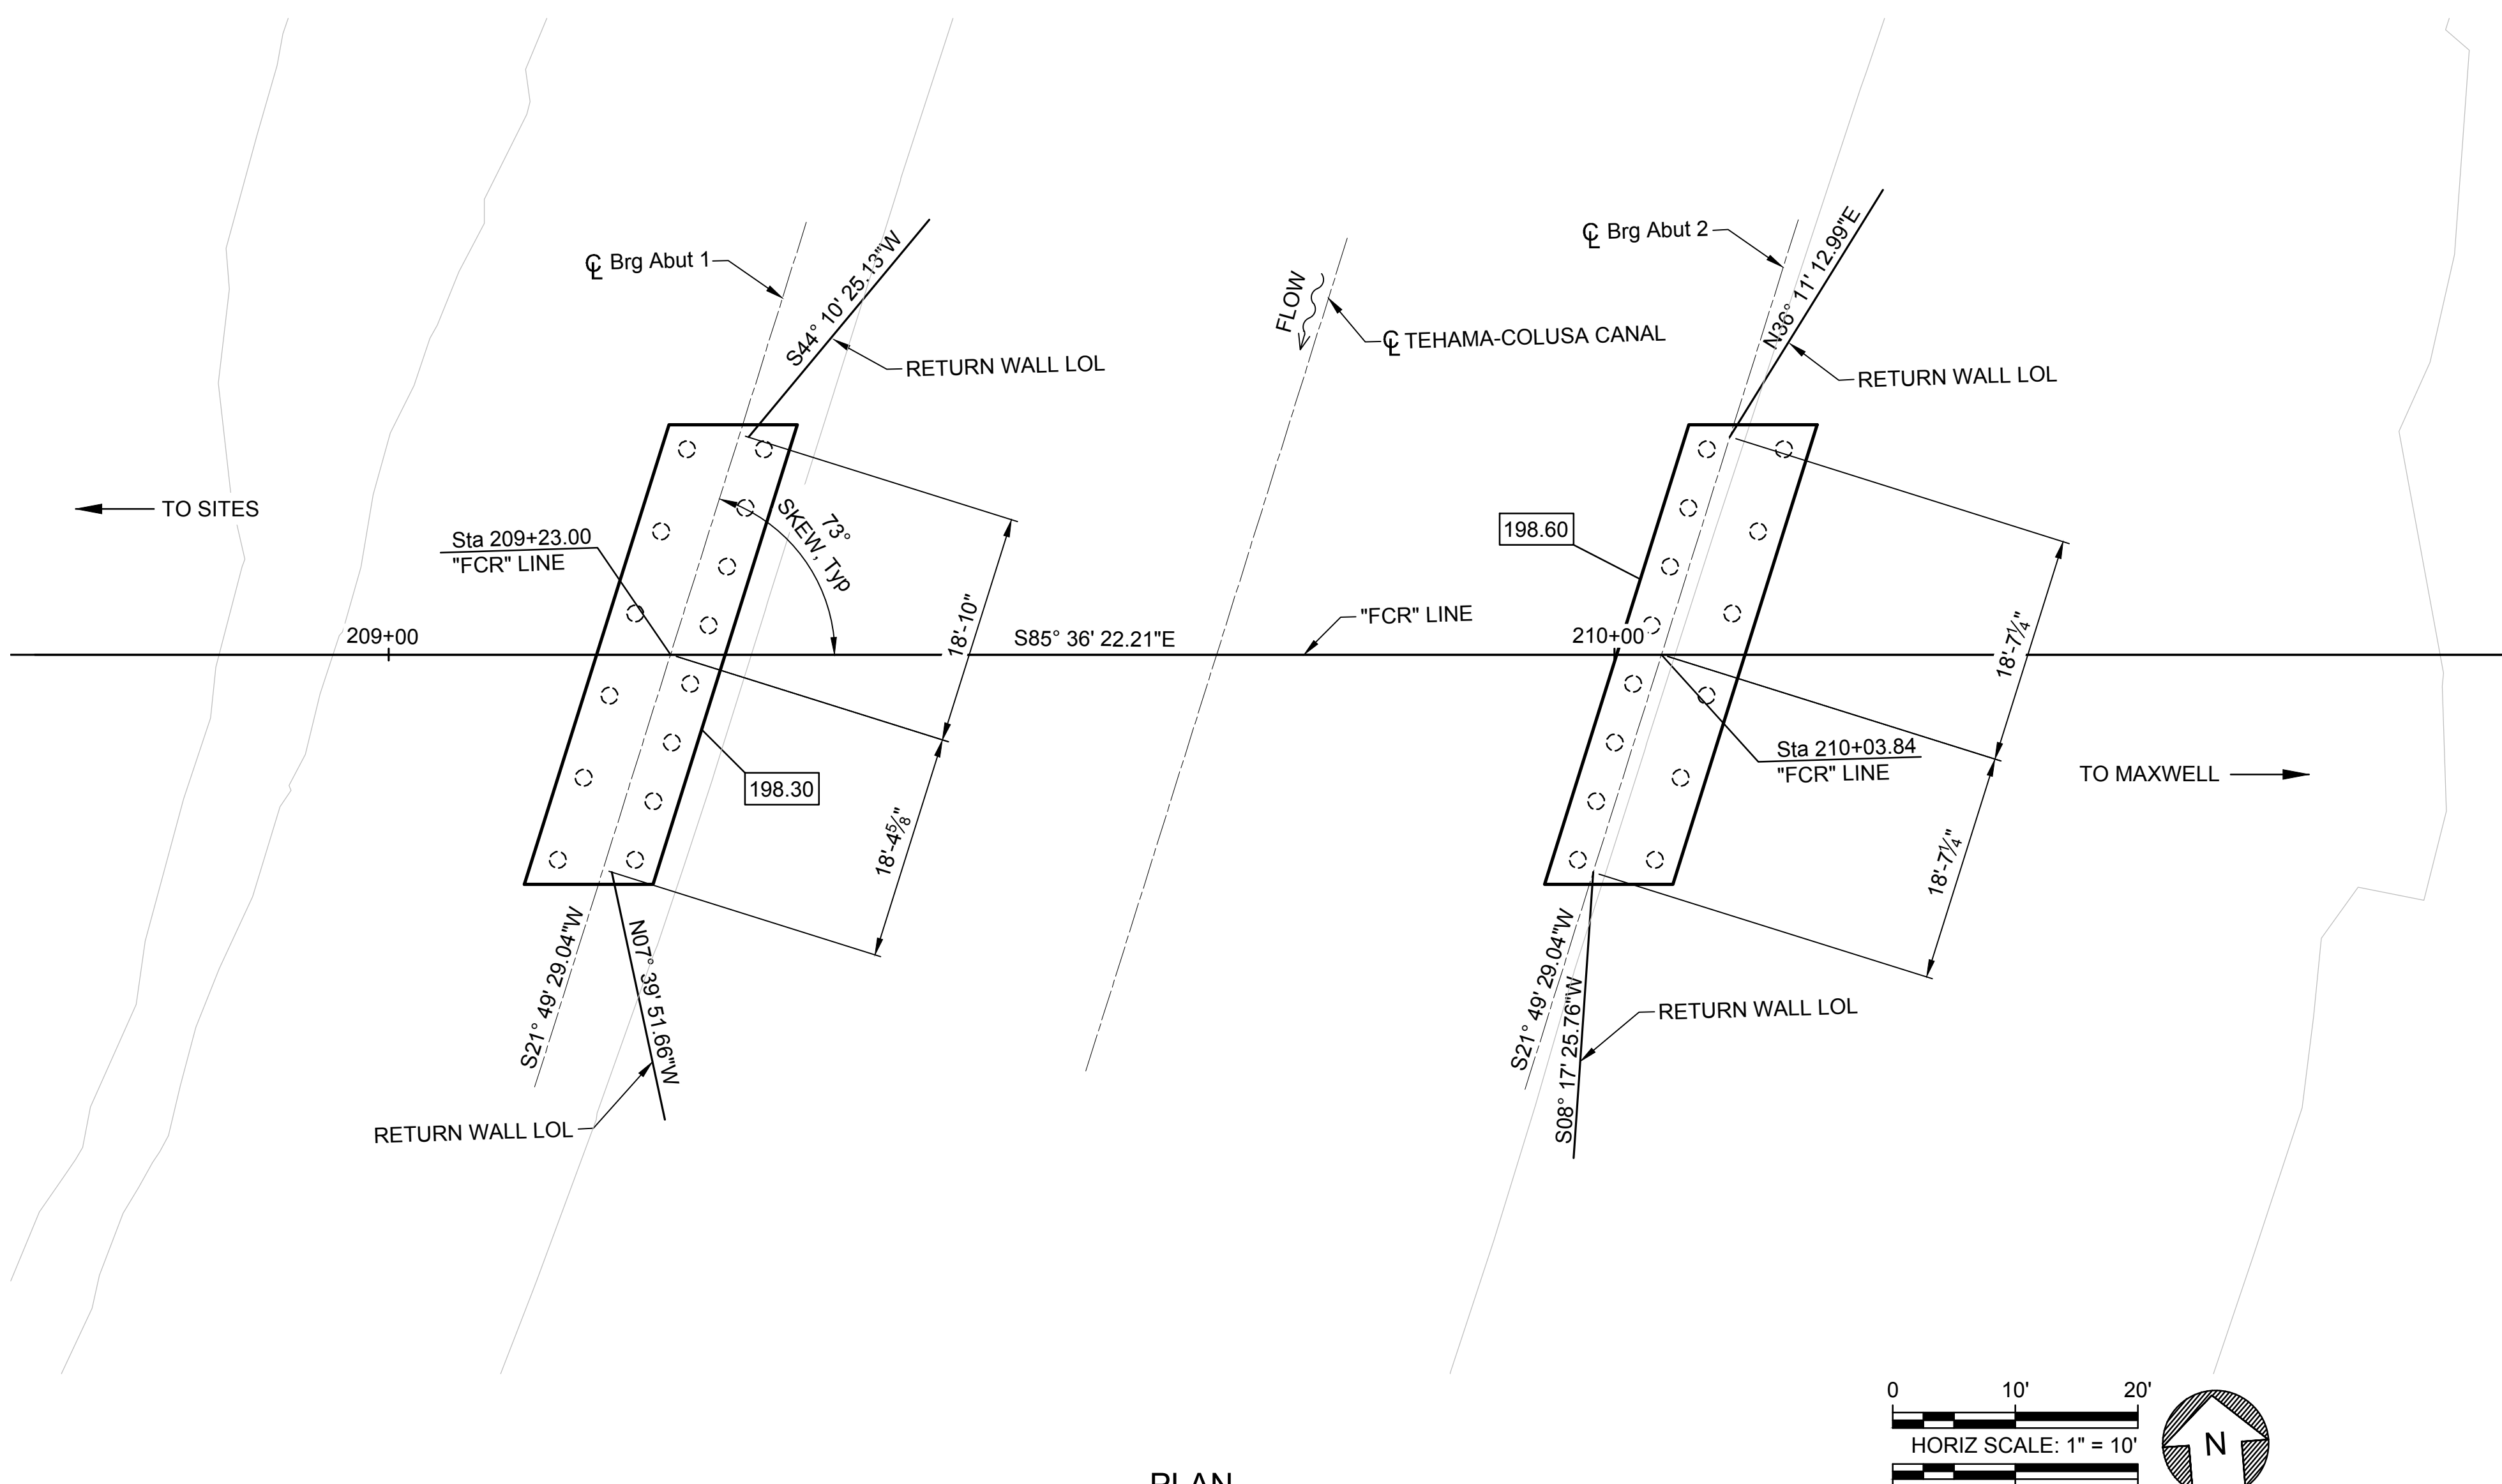 N36° 11' 12.99"E
℄ Brg Abut 2
S44° 10' 25.13"W
℄ Brg Abut 1
FLOW
℄ TEHAMA-COLUSA CANAL
RETURN WALL LOL
RETURN WALL LOL
TO SITES
73°
SKEW, Typ
198.60
Sta 209+23.00
"FCR" LINE
18'-10"
18'-7¼"
209+00
S85° 36' 22.21"E
"FCR" LINE
210+00
198.30
Sta 210+03.84
"FCR" LINE
TO MAXWELL
18'-4⅝"
18'-7¼"
S21° 49' 29.04"W
N07° 39' 51.66"W
S21° 49' 29.04"W
S08° 17' 25.76"W
RETURN WALL LOL
RETURN WALL LOL
0 10' 20'
HORIZ SCALE: 1" = 10'
N
PLAN